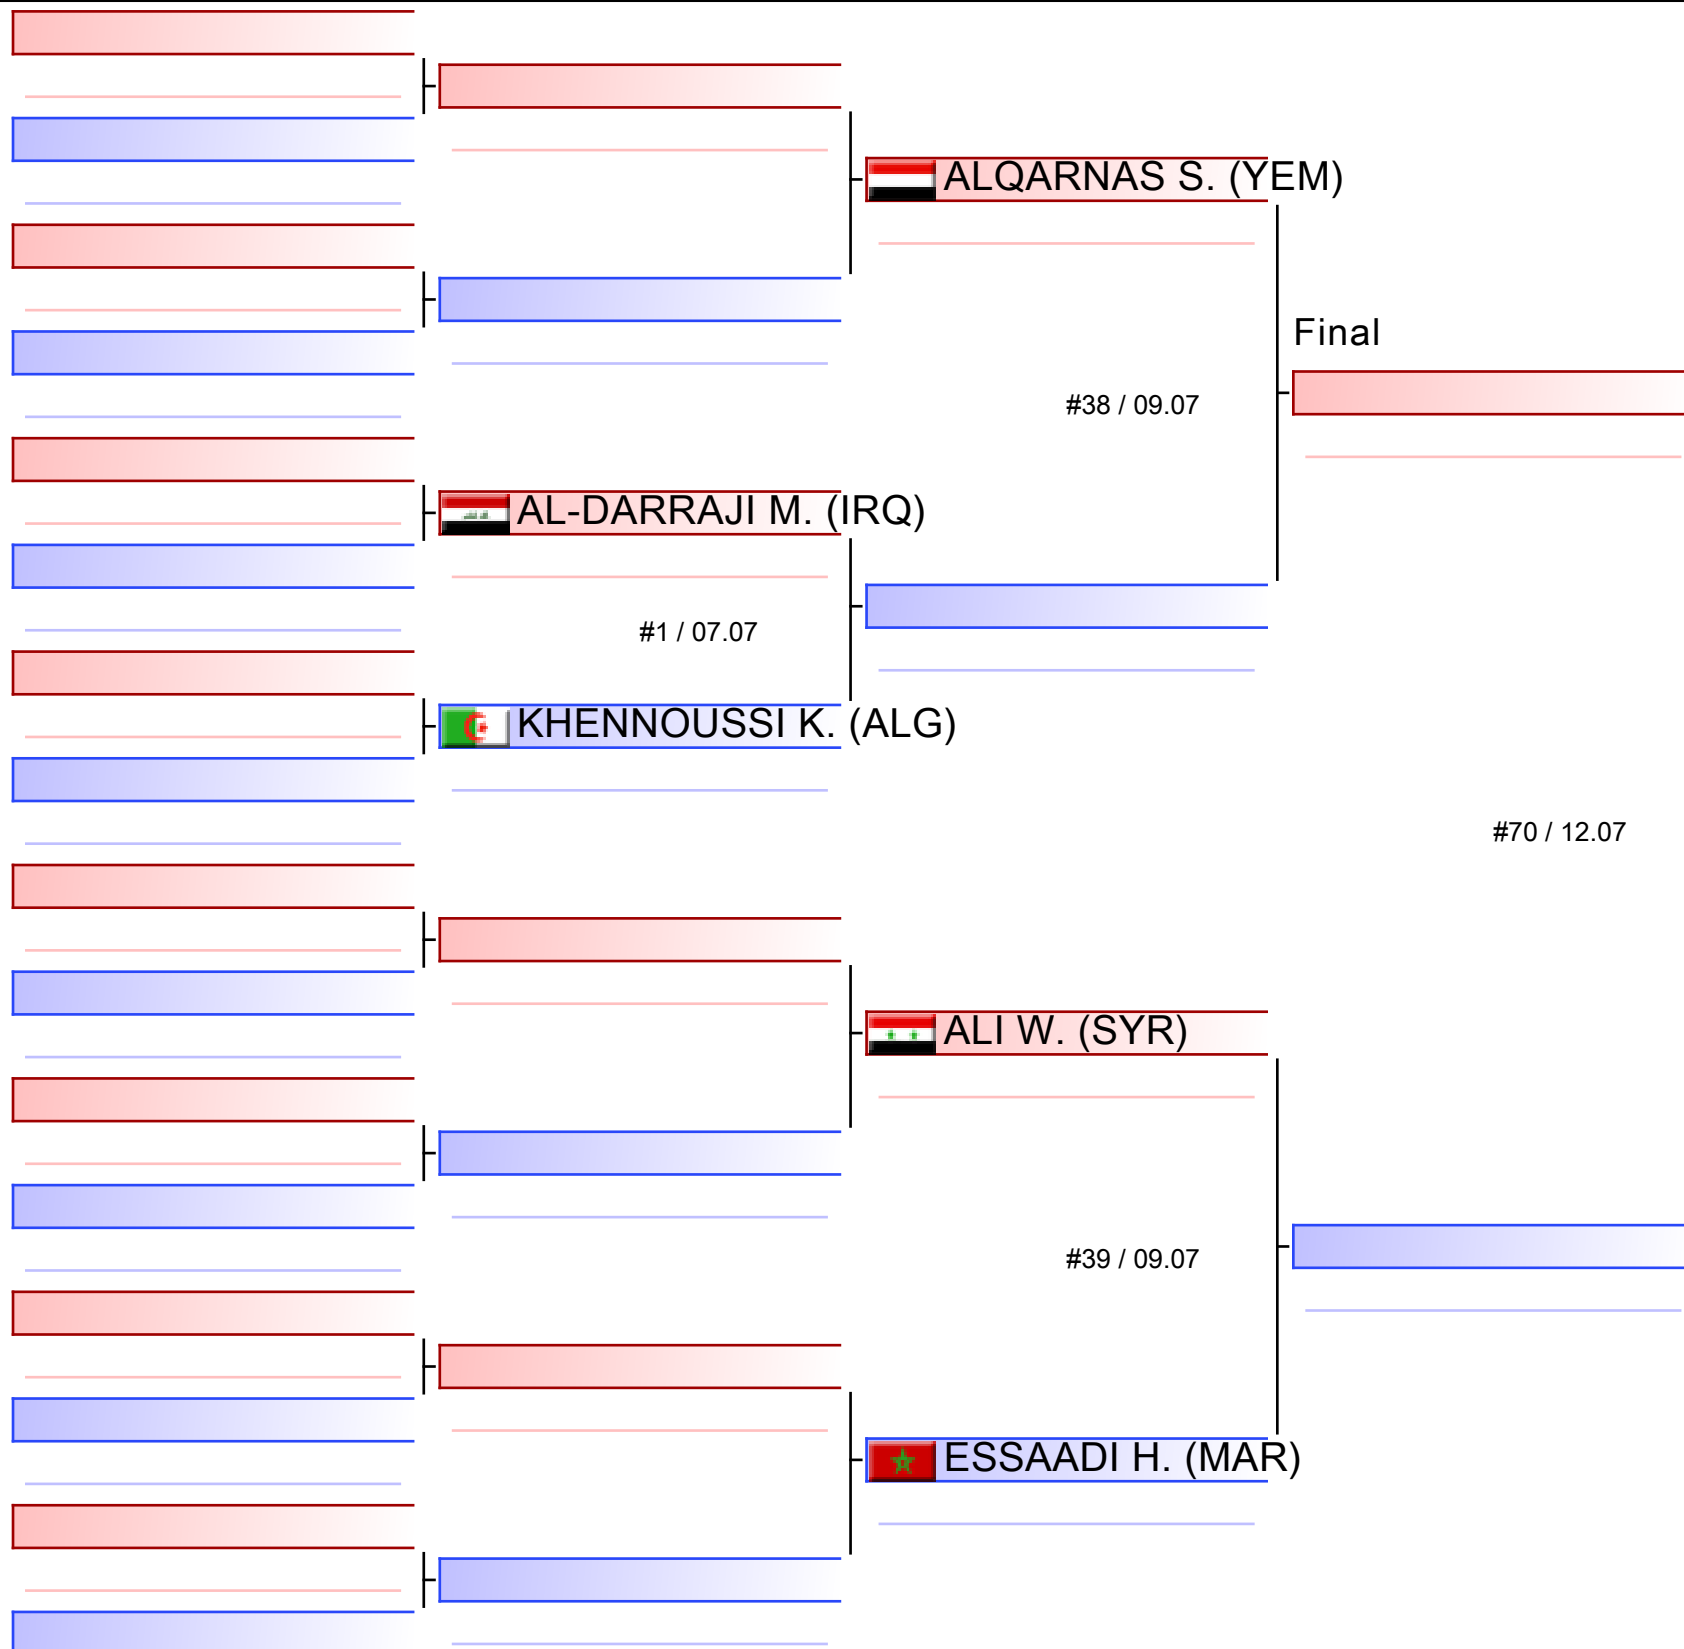 ALQARNAS S. (YEM)
Final
#38 / 09.07
AL-DARRAJI M. (IRQ)
#1 / 07.07
KHENNOUSSI K. (ALG)
#70 / 12.07
ALI W. (SYR)
#39 / 09.07
ESSAADI H. (MAR)